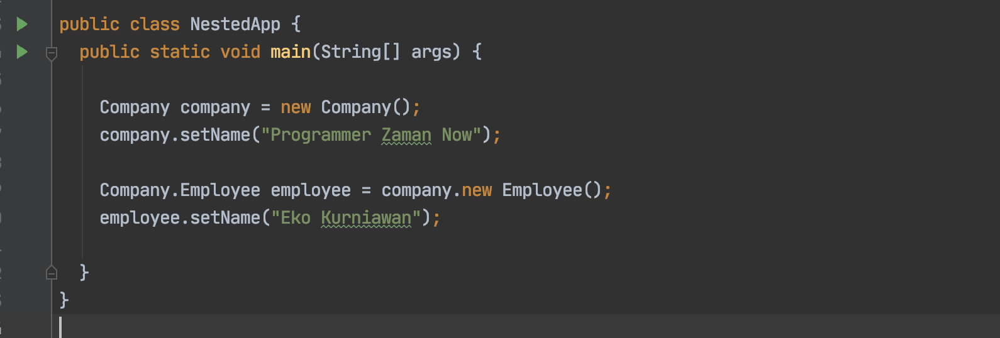 public class NestedApp {
public static void main(String[] args) {
Company company = new Company();
company.setName("Programmer Zaman Now");
Company.Employee employee = company.new Employee();
employee.setName("Eko Kurniawan");
}
}